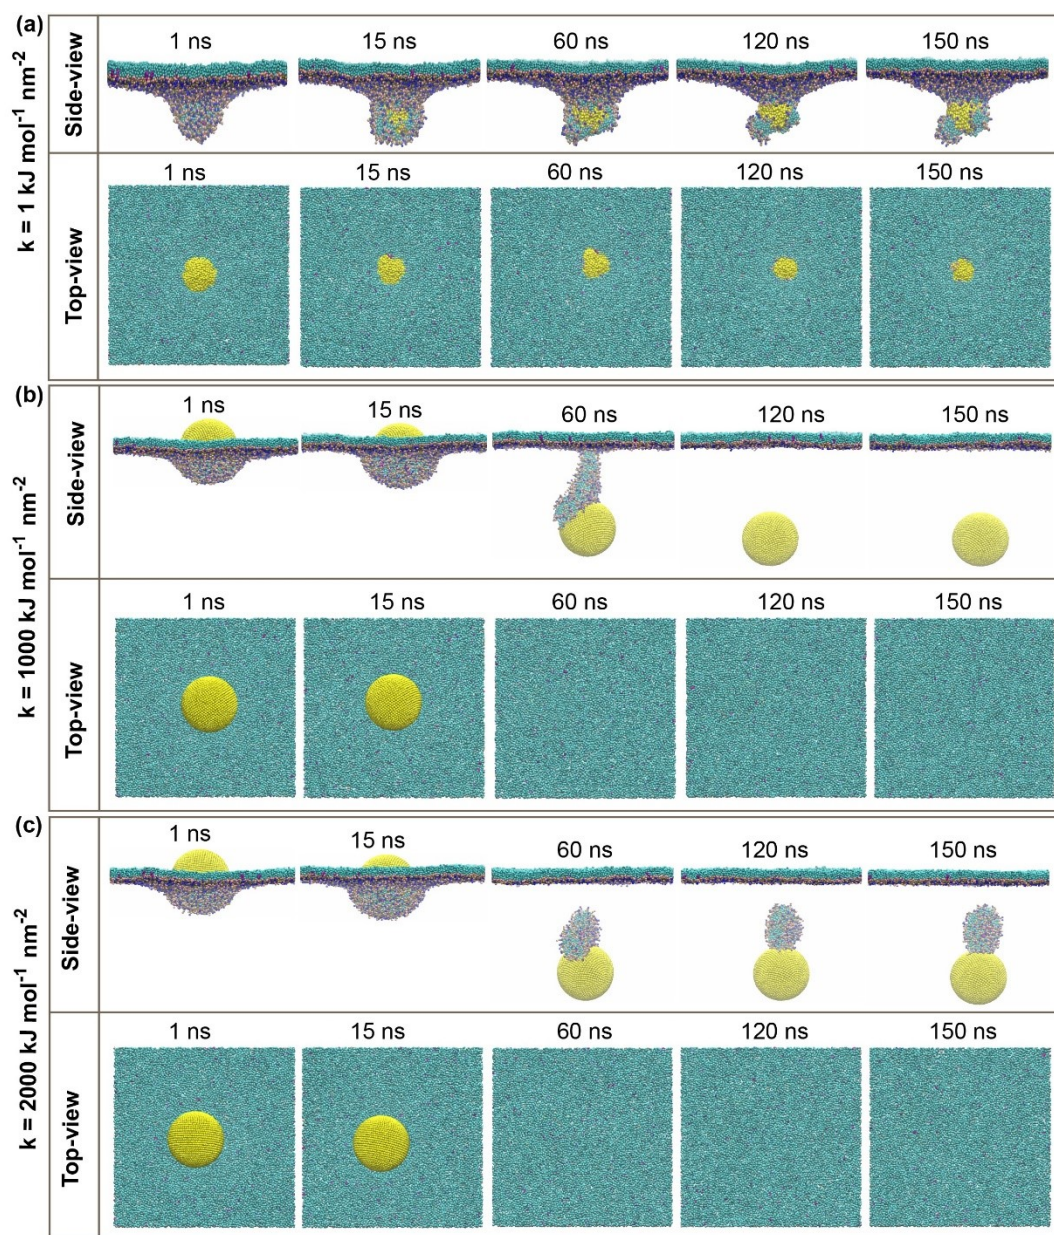 (a)
k = 1 kJ mol⁻¹ nm⁻²
Side-view
1 ns 15 ns 60 ns 120 ns 150 ns
Top-view
1 ns 15 ns 60 ns 120 ns 150 ns
(b)
k = 1000 kJ mol⁻¹ nm⁻²
Side-view
1 ns 15 ns 60 ns 120 ns 150 ns
Top-view
1 ns 15 ns 60 ns 120 ns 150 ns
(c)
k = 2000 kJ mol⁻¹ nm⁻²
Side-view
1 ns 15 ns 60 ns 120 ns 150 ns
Top-view
1 ns 15 ns 60 ns 120 ns 150 ns